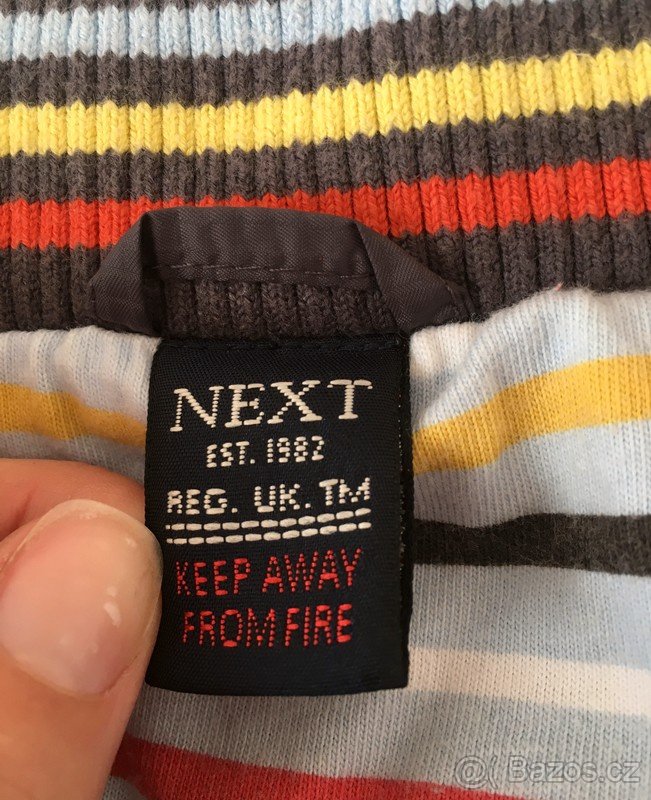 NEXT
EST. 1982
REG. UK. TM
KEEP AWAY
FROM FIRE
Bazos.cz